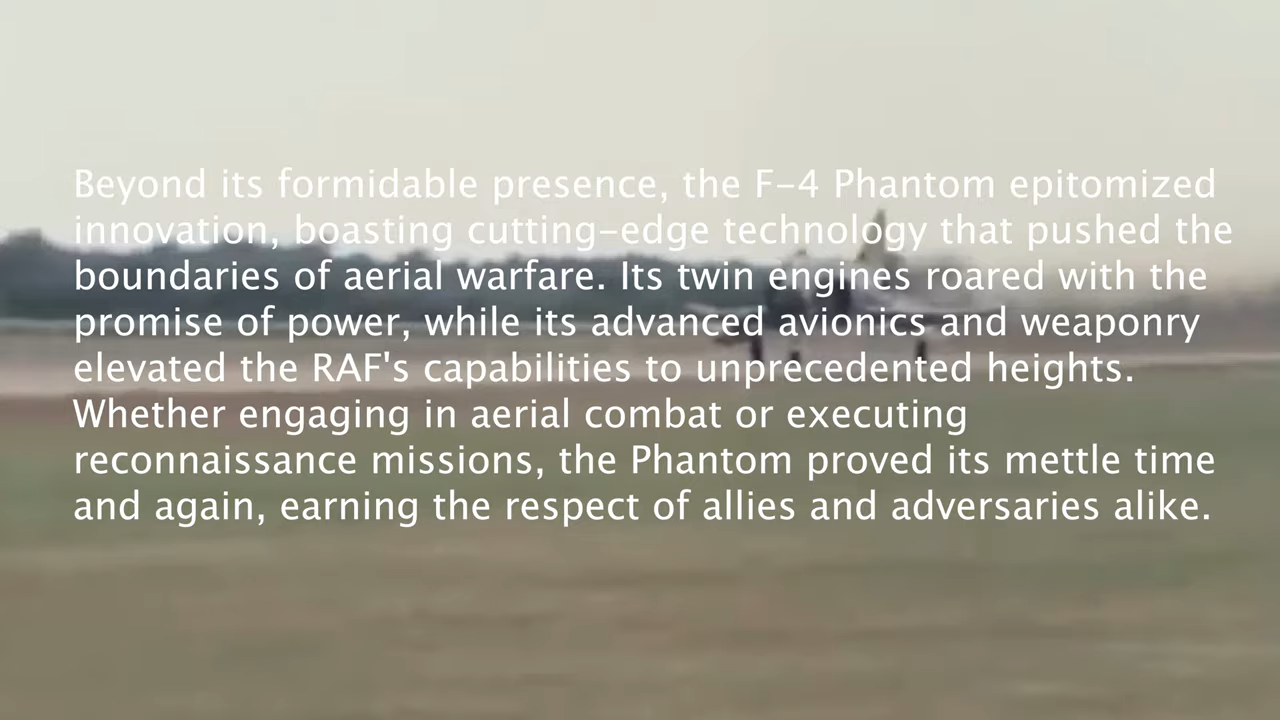 Beyond its formidable presence, the F-4 Phantom epitomized
innovation, boasting cutting-edge technology that pushed the
boundaries of aerial warfare. Its twin engines roared with the
promise of power, while its advanced avionics and weaponry
elevated the RAF's capabilities to unprecedented heights.
Whether engaging in aerial combat or executing
reconnaissance missions, the Phantom proved its mettle time
and again, earning the respect of allies and adversaries alike.